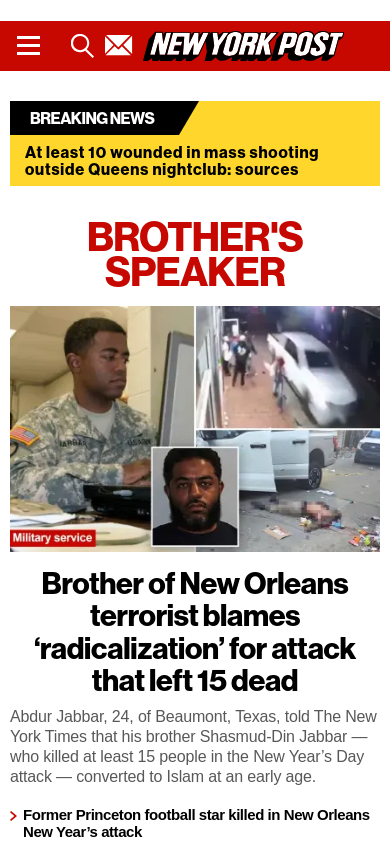 NEW YORK POST
BREAKING NEWS
At least 10 wounded in mass shooting
outside Queens nightclub: sources
BROTHER'S
SPEAKER
Military service
Brother of New Orleans
terrorist blames
‘radicalization’ for attack
that left 15 dead
Abdur Jabbar, 24, of Beaumont, Texas, told The New
York Times that his brother Shasmud-Din Jabbar —
who killed at least 15 people in the New Year’s Day
attack — converted to Islam at an early age.
Former Princeton football star killed in New Orleans
New Year’s attack